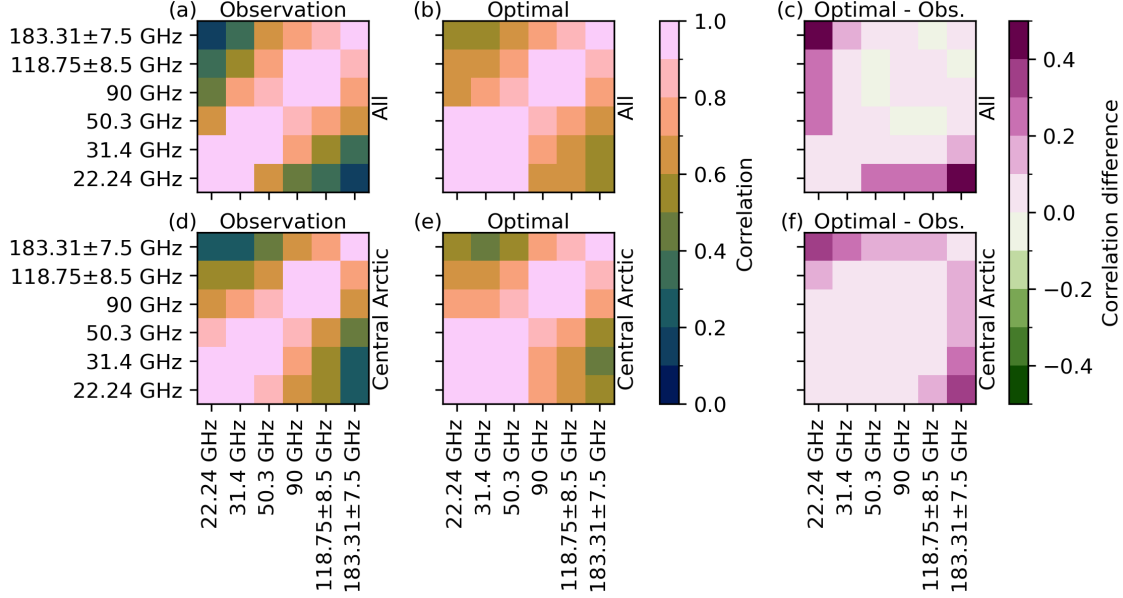 (a) Observation
(b) Optimal
(c) Optimal - Obs.
183.31±7.5 GHz
118.75±8.5 GHz
90 GHz
50.3 GHz
31.4 GHz
22.24 GHz
All
All
All
(d) Observation
(e) Optimal
(f) Optimal - Obs.
183.31±7.5 GHz
118.75±8.5 GHz
90 GHz
50.3 GHz
31.4 GHz
22.24 GHz
Central Arctic
Central Arctic
Central Arctic
22.24 GHz
31.4 GHz
50.3 GHz
90 GHz
118.75±8.5 GHz
183.31±7.5 GHz
22.24 GHz
31.4 GHz
50.3 GHz
90 GHz
118.75±8.5 GHz
183.31±7.5 GHz
22.24 GHz
31.4 GHz
50.3 GHz
90 GHz
118.75±8.5 GHz
183.31±7.5 GHz
1.0
0.8
0.6
0.4
0.2
0.0
Correlation
0.4
0.2
0.0
−0.2
−0.4
Correlation difference